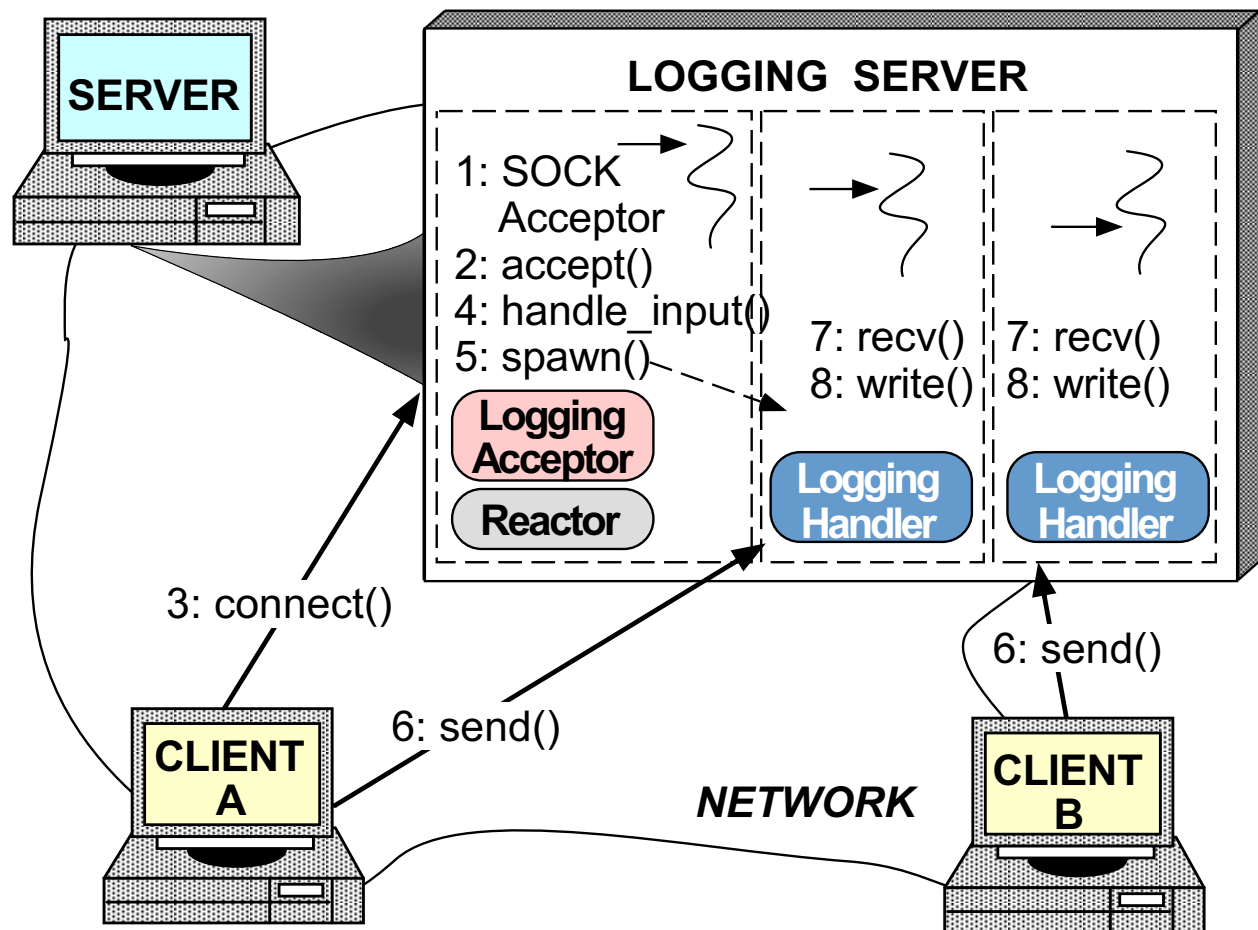 SERVER
LOGGING SERVER
1: SOCK
Acceptor
2: accept()
4: handle_input()
5: spawn()
Logging
Acceptor
Reactor
7: recv()
8: write()
Logging
Handler
7: recv()
8: write()
Logging
Handler
3: connect()
6: send()
6: send()
CLIENT
A
NETWORK
CLIENT
B